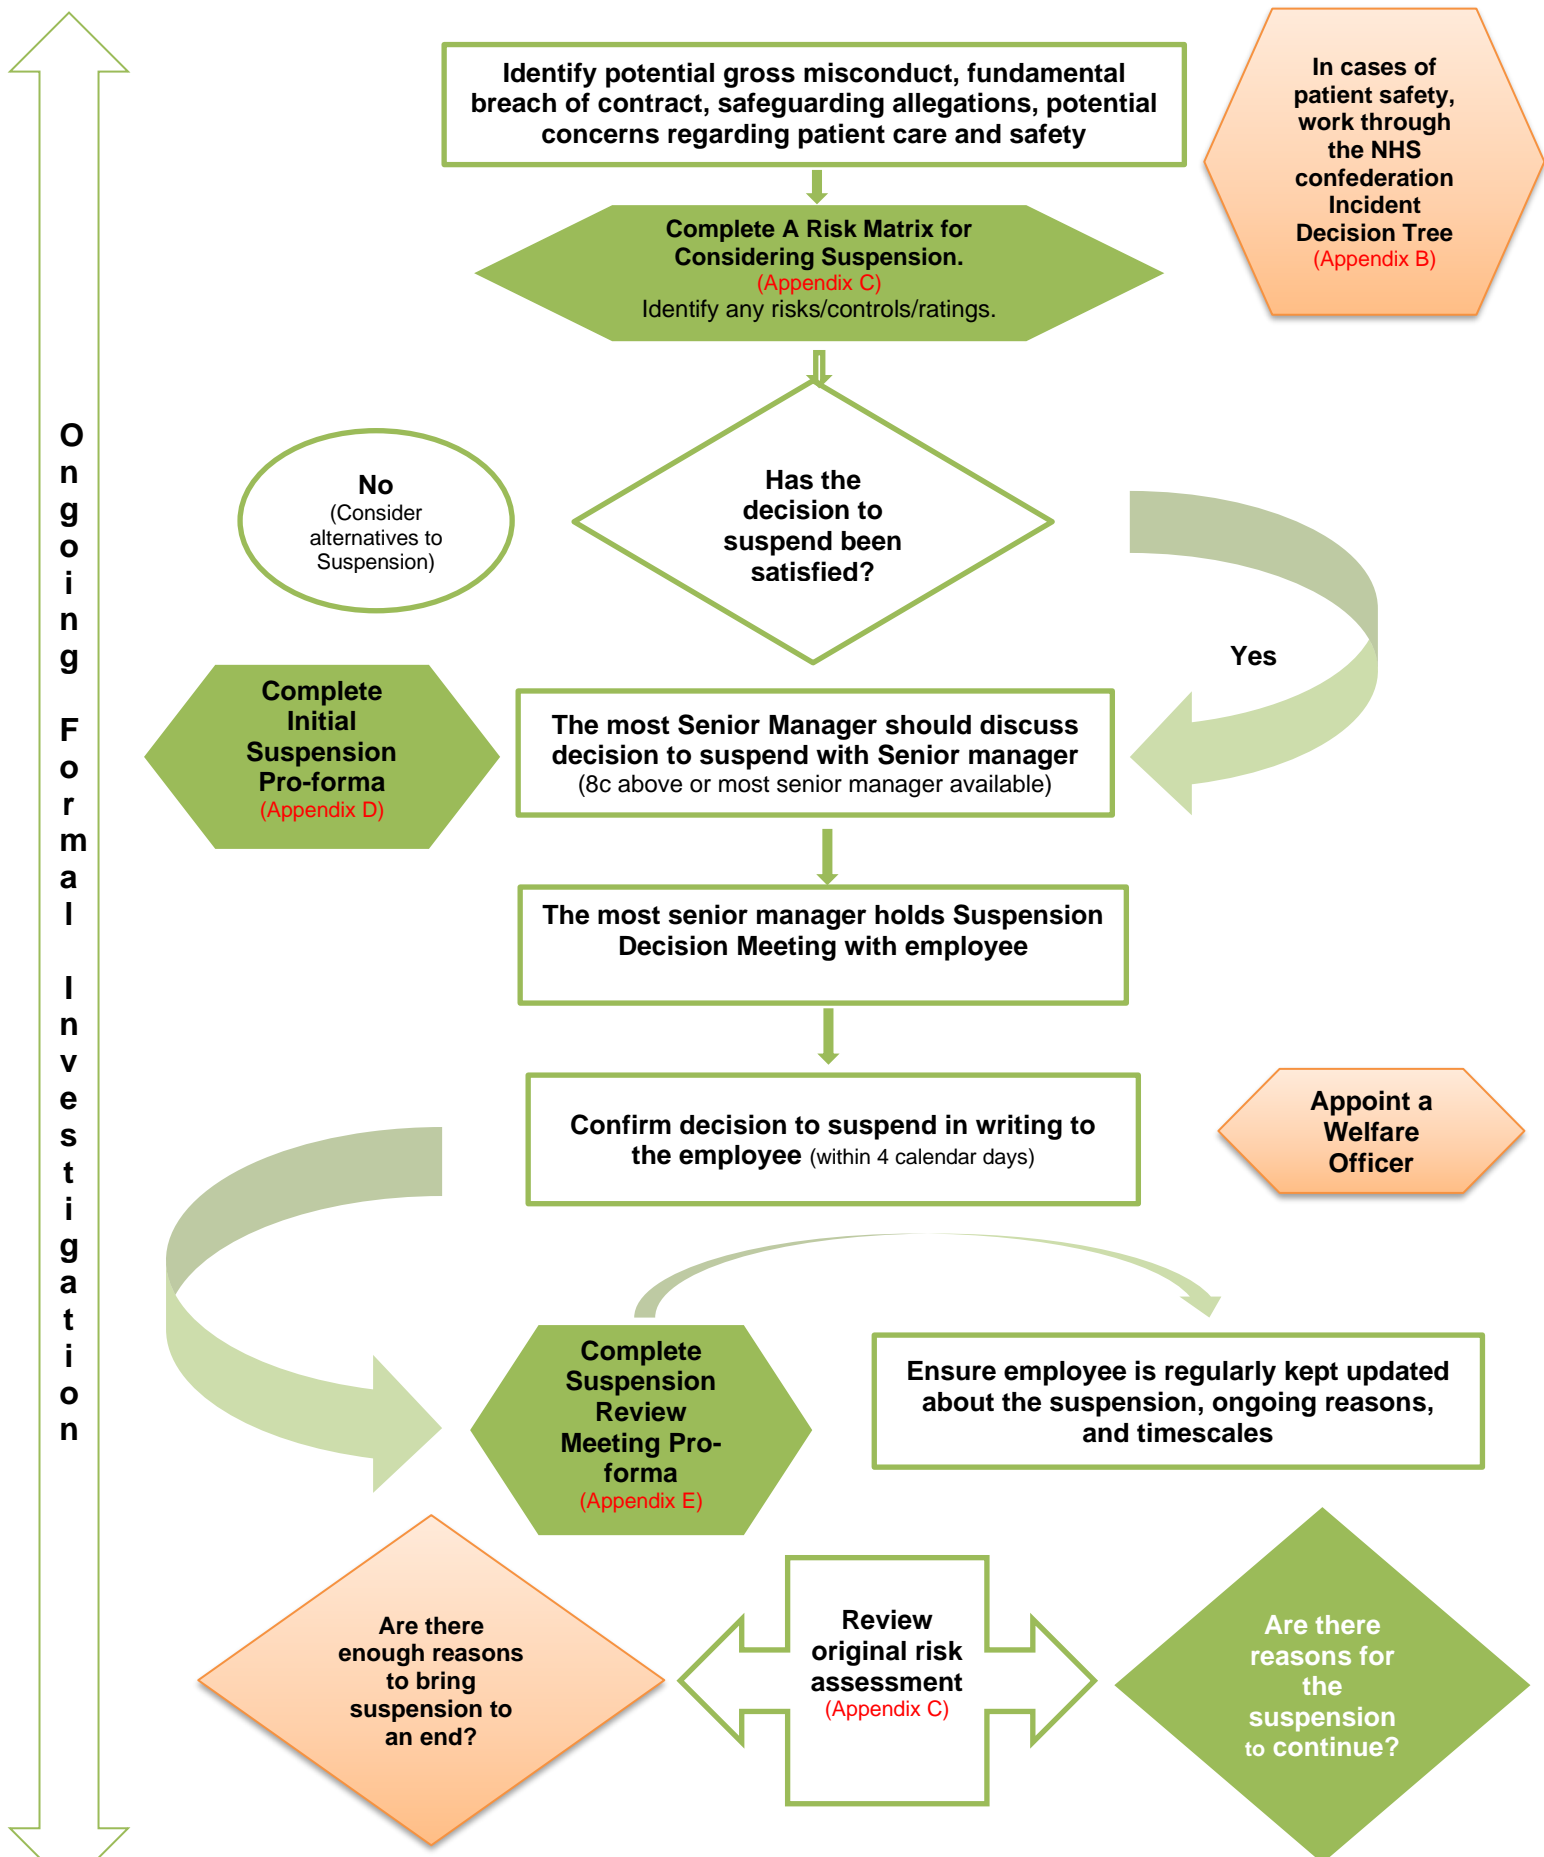 Identify potential gross misconduct, fundamental
breach of contract, safeguarding allegations, potential
concerns regarding patient care and safety
In cases of
patient safety,
work through
the NHS
confederation
Incident
Decision Tree
(Appendix B)
Complete A Risk Matrix for
Considering Suspension.
(Appendix C)
Identify any risks/controls/ratings.
Ongoing Formal Investigation
No
(Consider
alternatives to
Suspension)
Has the
decision to
suspend been
satisfied?
Yes
Complete
Initial
Suspension
Pro-forma
(Appendix D)
The most Senior Manager should discuss
decision to suspend with Senior manager
(8c above or most senior manager available)
The most senior manager holds Suspension
Decision Meeting with employee
Confirm decision to suspend in writing to
the employee (within 4 calendar days)
Appoint a
Welfare
Officer
Complete
Suspension
Review
Meeting Pro-
forma
(Appendix E)
Ensure employee is regularly kept updated
about the suspension, ongoing reasons,
and timescales
Are there
enough reasons
to bring
suspension to
an end?
Review
original risk
assessment
(Appendix C)
Are there
reasons for
the
suspension
to continue?